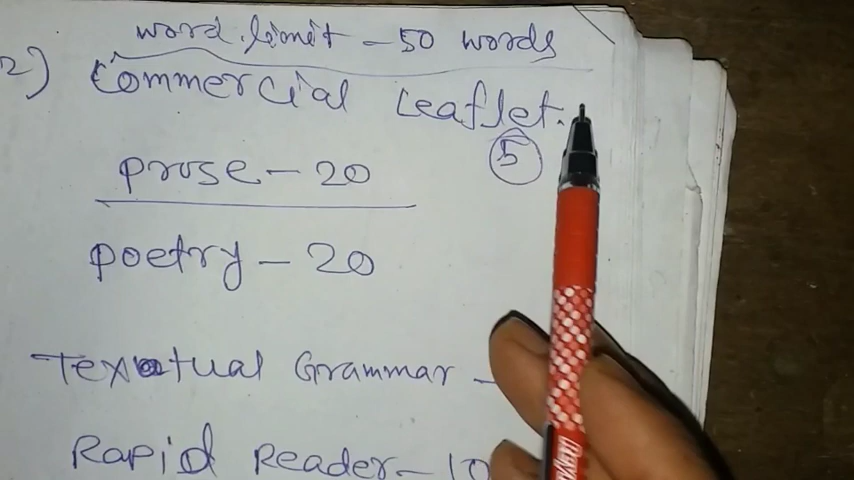 word limit - 50 words
2) Commercial Leaflet.
5
prose - 20
poetry - 20
Textual Grammar -
Rapid Reader - 10